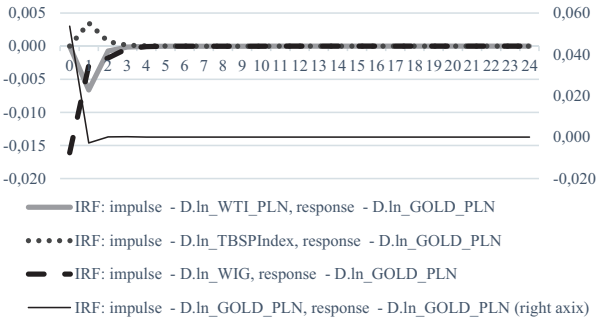 0,005 0,060
0,000 0,040
0 1 2 3 4 5 6 7 8 9 10 11 12 13 14 15 16 17 18 19 20 21 22 23 24
-0,005
-0,010 0,020
-0,015 0,000
-0,020 -0,020
IRF: impulse - D.ln_WTI_PLN, response - D.ln_GOLD_PLN
IRF: impulse - D.ln_TBSPIndex, response - D.ln_GOLD_PLN
IRF: impulse - D.ln_WIG, response - D.ln_GOLD_PLN
IRF: impulse - D.ln_GOLD_PLN, response - D.ln_GOLD_PLN (right axis)